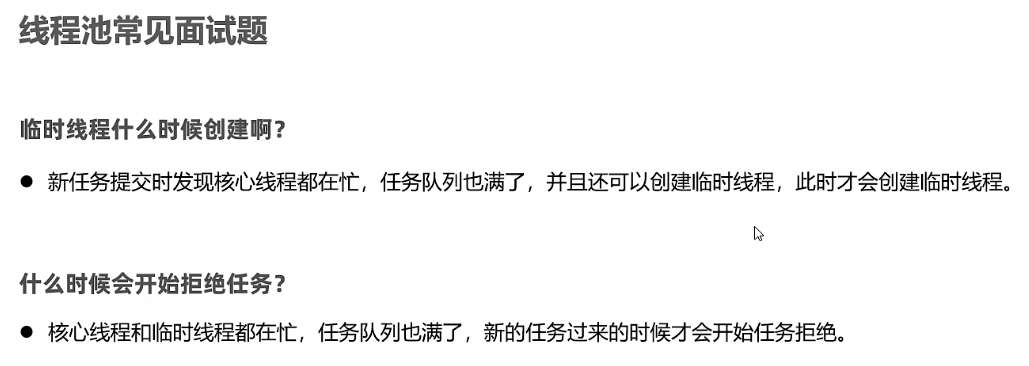 线程池常见面试题
临时线程什么时候创建啊？
● 新任务提交时发现核心线程都在忙，任务队列也满了，并且还可以创建临时线程，此时才会创建临时线程。
什么时候会开始拒绝任务？
● 核心线程和临时线程都在忙，任务队列也满了，新的任务过来的时候才会开始任务拒绝。